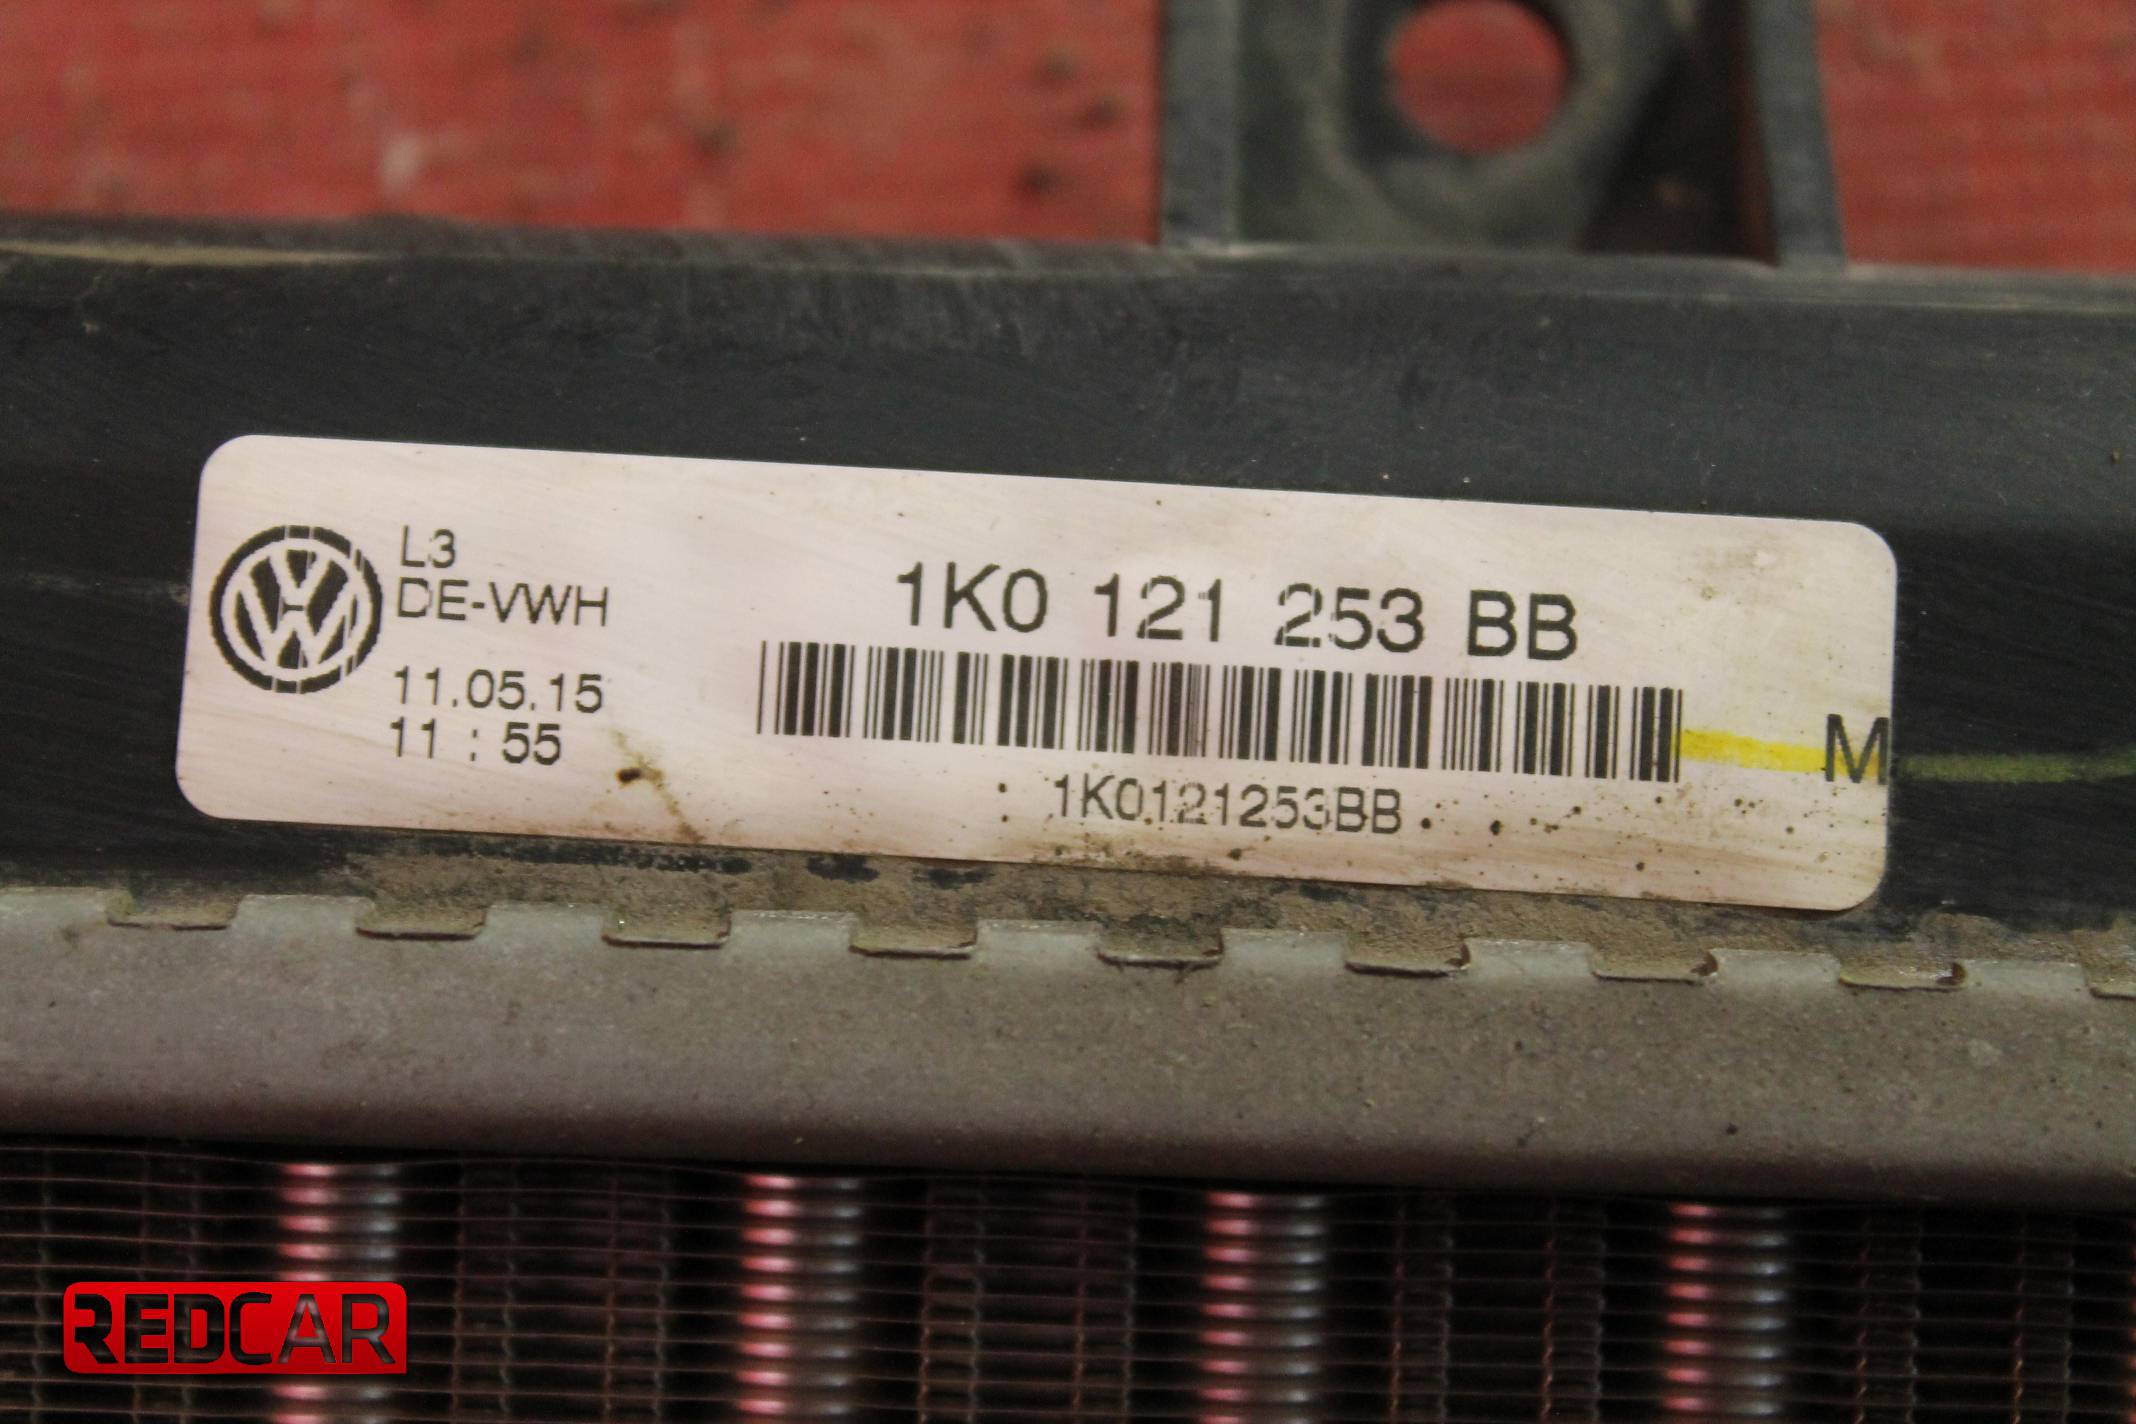 L3
DE-VWH
11.05.15
11 : 55
1K0 121 253 BB
1K0121253BB
M
REDCAR